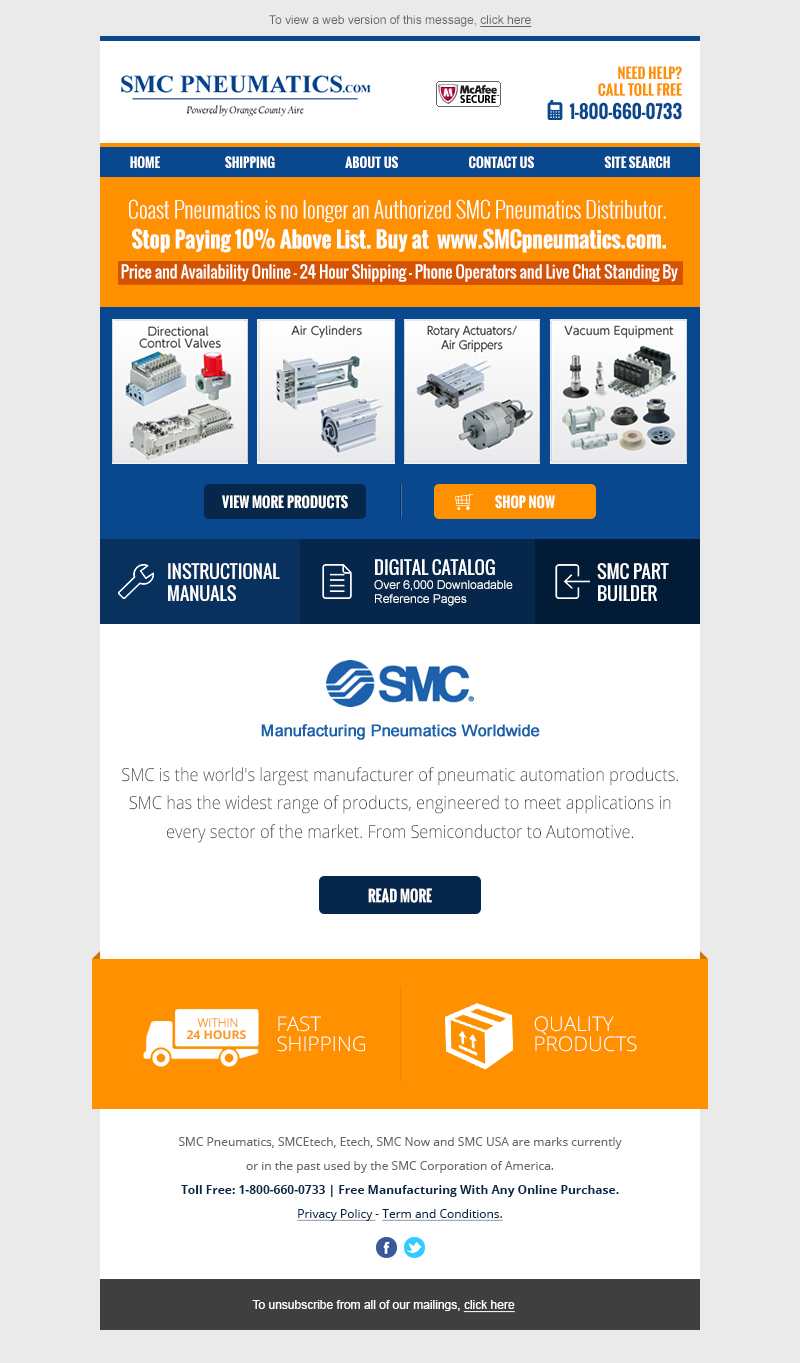 To view a web version of this message, click here
SMC PNEUMATICS.COM
Powered by Orange County Aire
McAfee
SECURE
NEED HELP?
CALL TOLL FREE
1-800-660-0733
HOME SHIPPING ABOUT US CONTACT US SITE SEARCH
Coast Pneumatics is no longer an Authorized SMC Pneumatics Distributor.
Stop Paying 10% Above List. Buy at www.SMCpneumatics.com.
Price and Availability Online - 24 Hour Shipping - Phone Operators and Live Chat Standing By
Directional
Control Valves
Air Cylinders
Rotary Actuators/
Air Grippers
Vacuum Equipment
VIEW MORE PRODUCTS
SHOP NOW
INSTRUCTIONAL
MANUALS
DIGITAL CATALOG
Over 6,000 Downloadable
Reference Pages
SMC PART
BUILDER
SMC
Manufacturing Pneumatics Worldwide
SMC is the world's largest manufacturer of pneumatic automation products.
SMC has the widest range of products, engineered to meet applications in
every sector of the market. From Semiconductor to Automotive.
READ MORE
WITHIN
24 HOURS
FAST
SHIPPING
QUALITY
PRODUCTS
SMC Pneumatics, SMCEtech, Etech, SMC Now and SMC USA are marks currently
or in the past used by the SMC Corporation of America.
Toll Free: 1-800-660-0733 | Free Manufacturing With Any Online Purchase.
Privacy Policy - Term and Conditions.
To unsubscribe from all of our mailings, click here